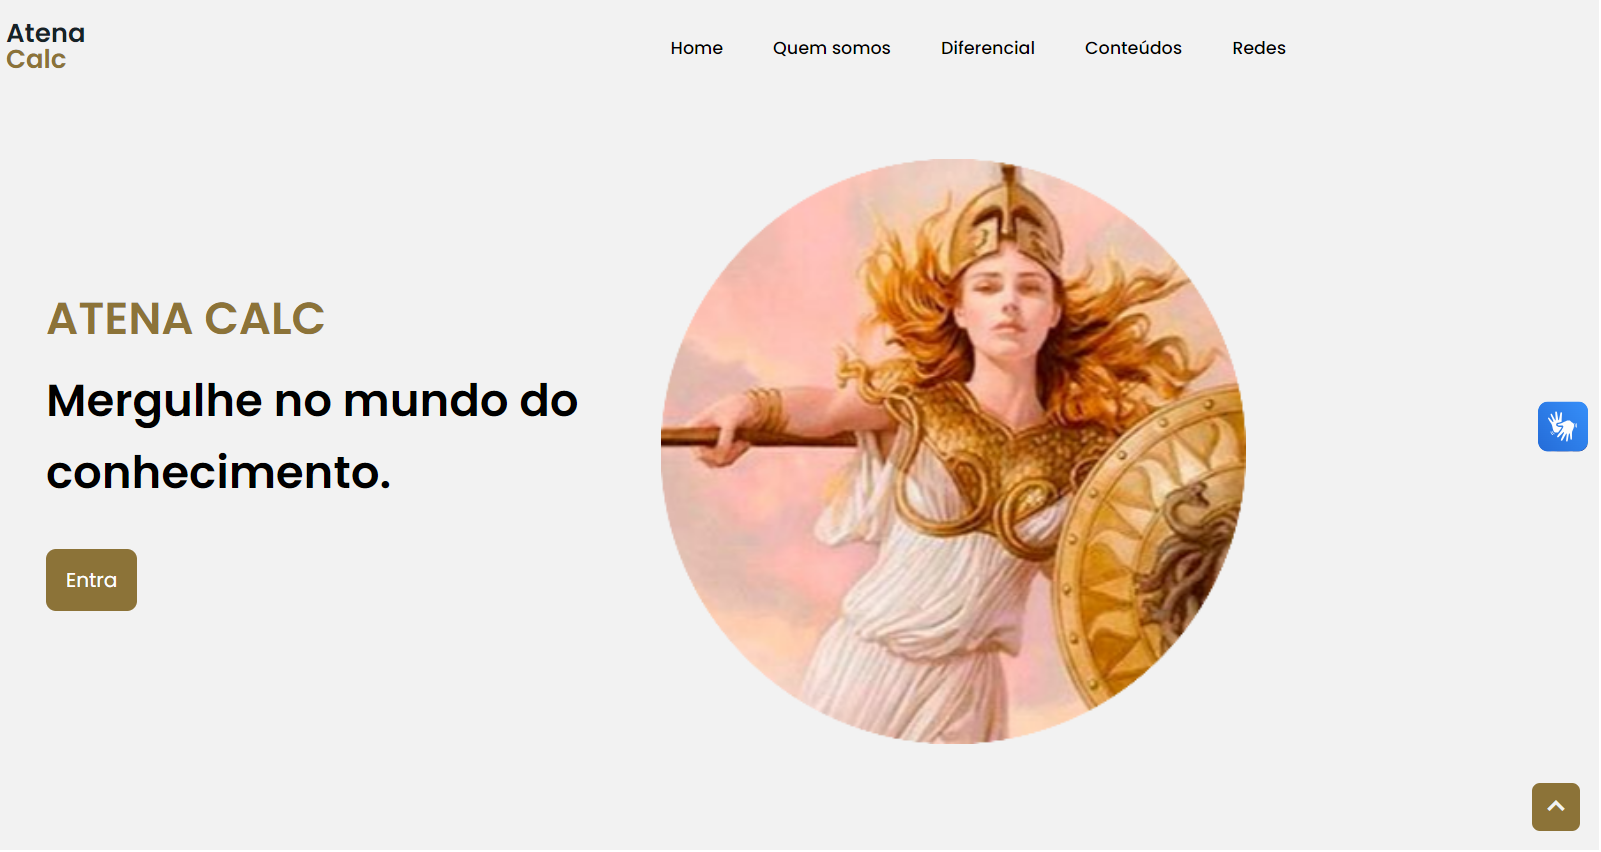 Atena
Calc
Home Quem somos Diferencial Conteúdos Redes
ATENA CALC
Mergulhe no mundo do
conhecimento.
Entra